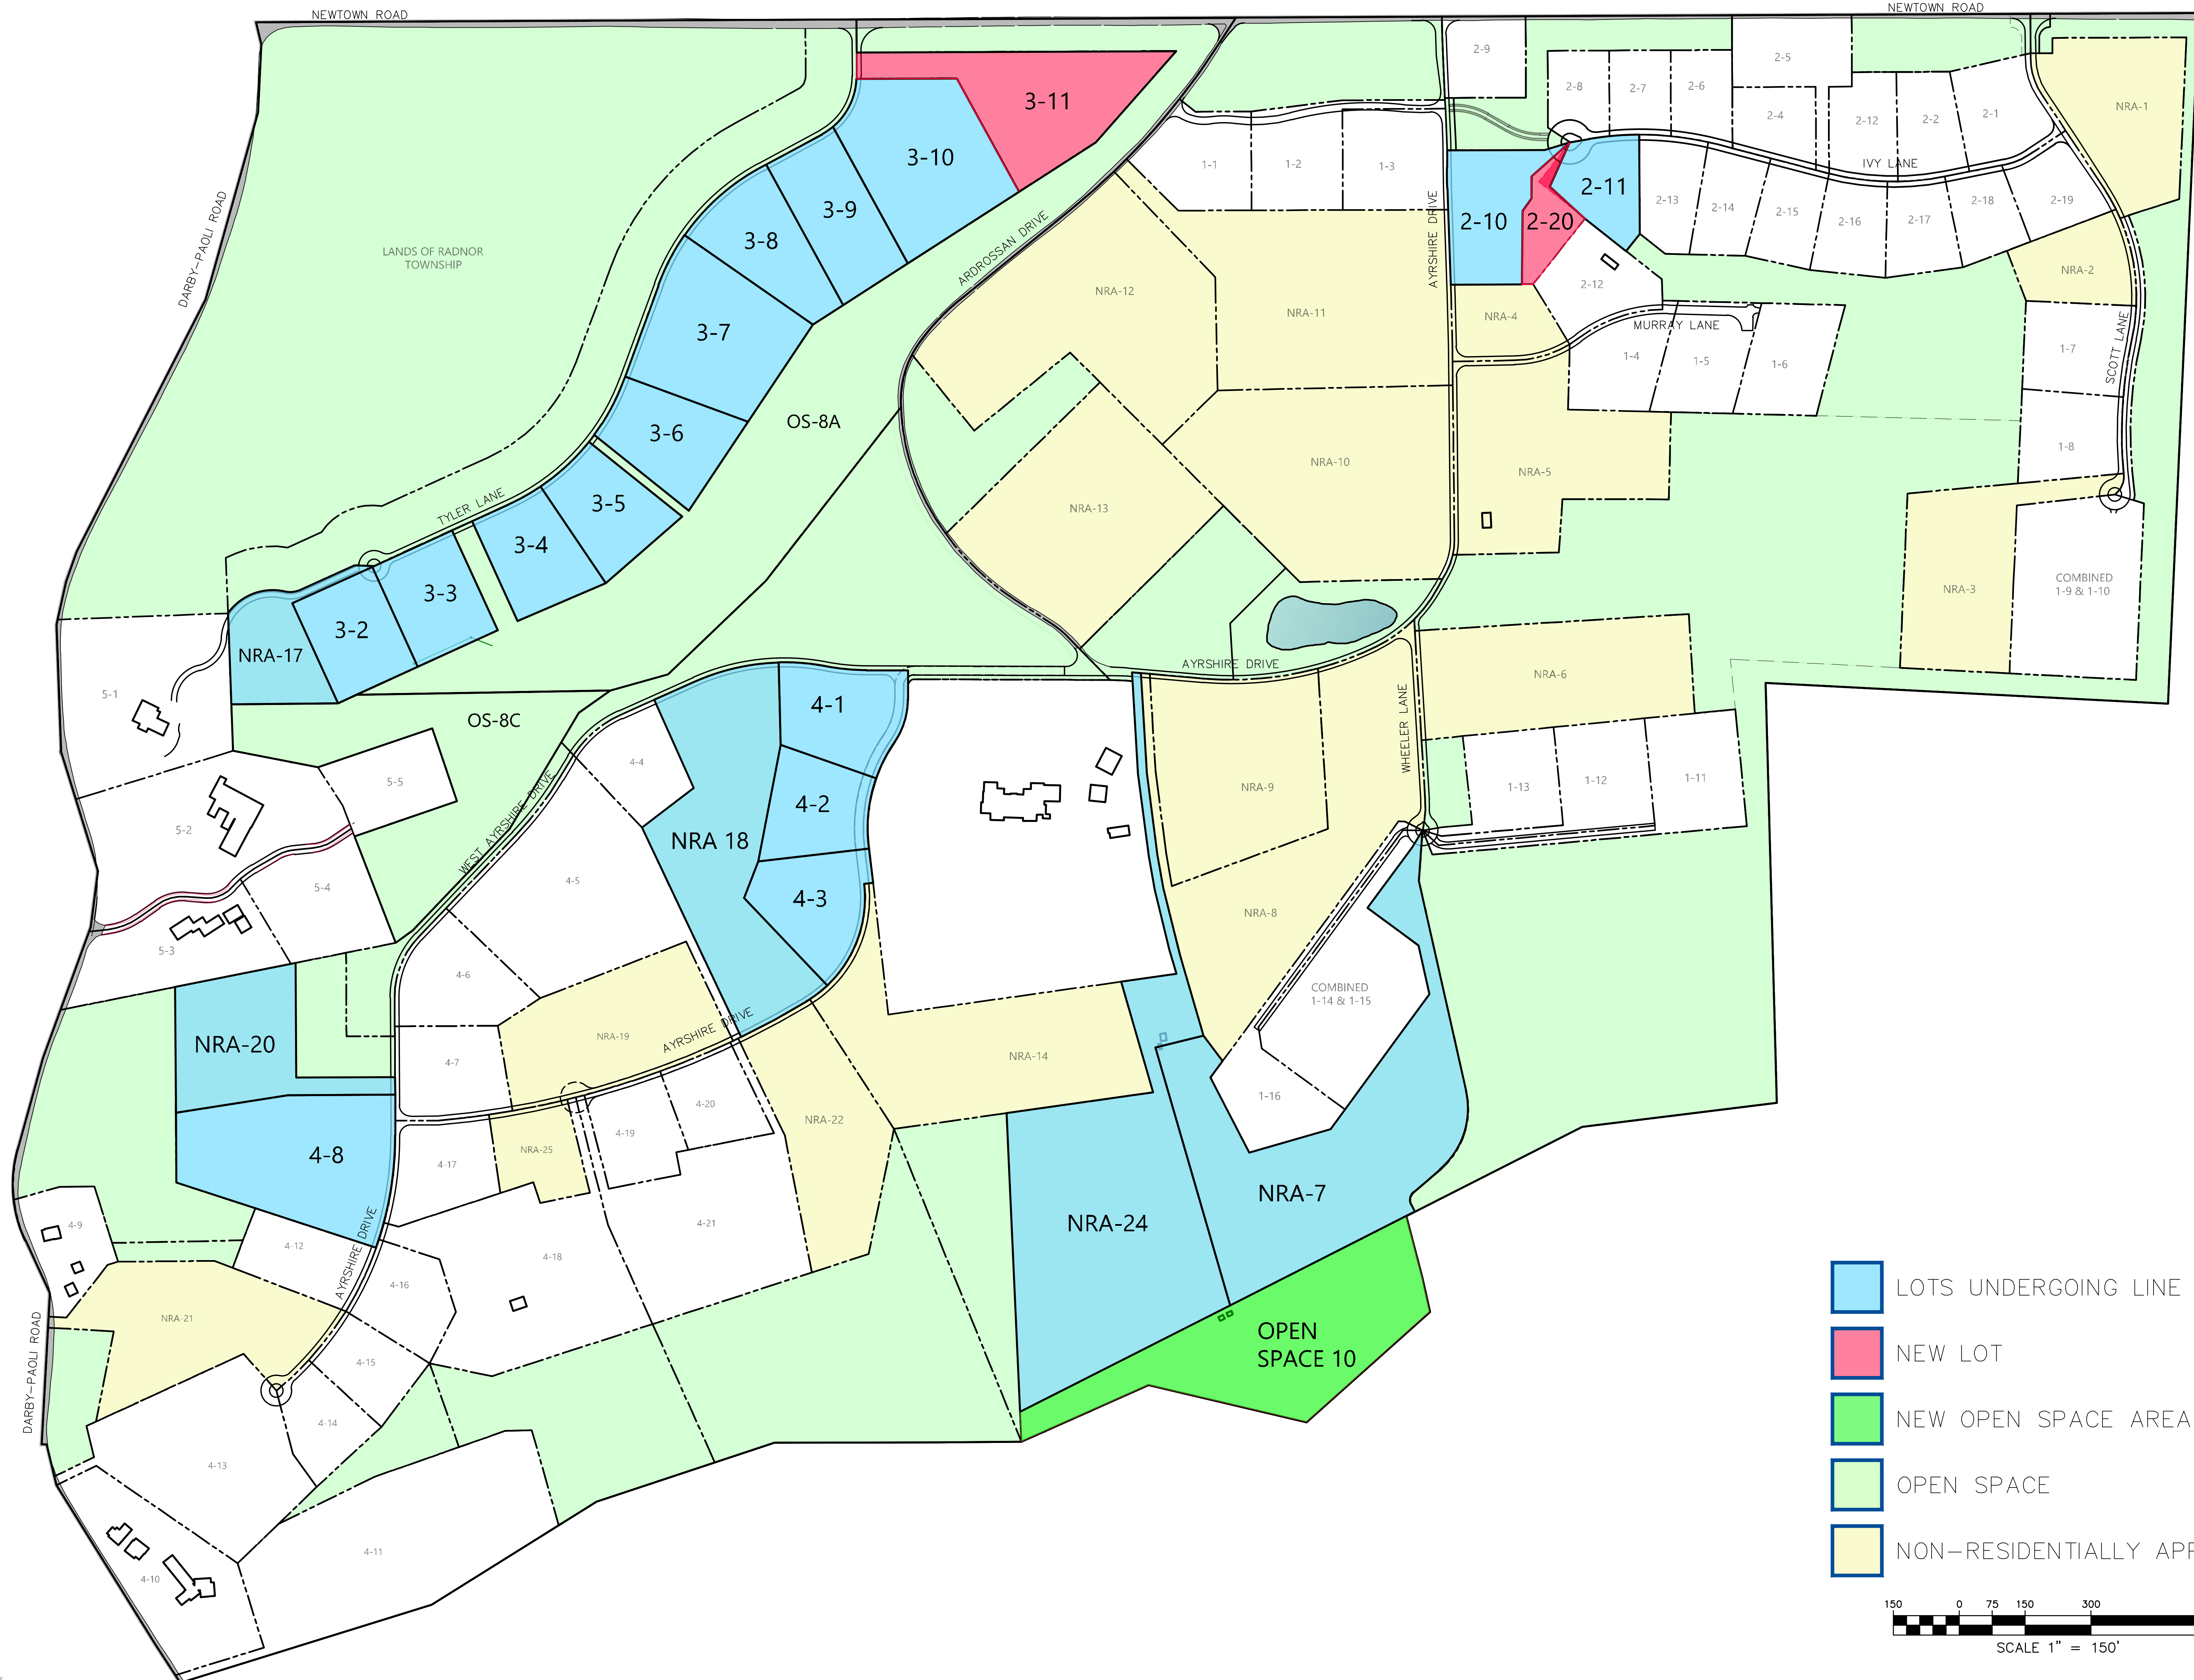 NEWTOWN ROAD
NEWTOWN ROAD
2-9
2-5
2-8
2-7
2-6
2-4
2-12
2-2
2-1
NRA-1
3-11
3-10
1-1
1-2
1-3
IVY LANE
2-11
2-10
2-20
2-13
2-14
2-15
2-16
2-17
2-18
2-19
3-9
3-8
DARBY-PAOLI ROAD
LANDS OF RADNOR
TOWNSHIP
ARDROSSAN DRIVE
AYRSHIRE DRIVE
NRA-2
NRA-12
NRA-11
NRA-4
2-12
MURRAY LANE
3-7
1-4
1-5
1-6
1-7
SCOTT LANE
3-6
OS-8A
1-8
NRA-10
NRA-5
3-5
TYLER LANE
NRA-13
3-4
3-3
3-2
NRA-17
NRA-3
COMBINED
1-9 & 1-10
5-1
AYRSHIRE DRIVE
NRA-6
OS-8C
4-1
WHEELER LANE
4-4
5-5
4-2
NRA-9
1-13
1-12
1-11
5-2
WEST AYRSHIRE DRIVE
NRA 18
4-5
5-4
4-3
NRA-8
5-3
4-6
COMBINED
1-14 & 1-15
NRA-20
NRA-19
AYRSHIRE DRIVE
4-7
NRA-14
1-16
4-20
4-19
NRA-22
4-8
4-17
NRA-25
NRA-7
NRA-24
4-9
4-21
4-12
AYRSHIRE DRIVE
4-18
4-16
NRA-21
DARBY-PAOLI ROAD
OPEN
SPACE 10
4-15
4-14
4-13
4-11
4-10
LOTS UNDERGOING LINE
NEW LOT
NEW OPEN SPACE AREA
OPEN SPACE
NON-RESIDENTIALLY APP
150 0 75 150 300
SCALE 1" = 150'